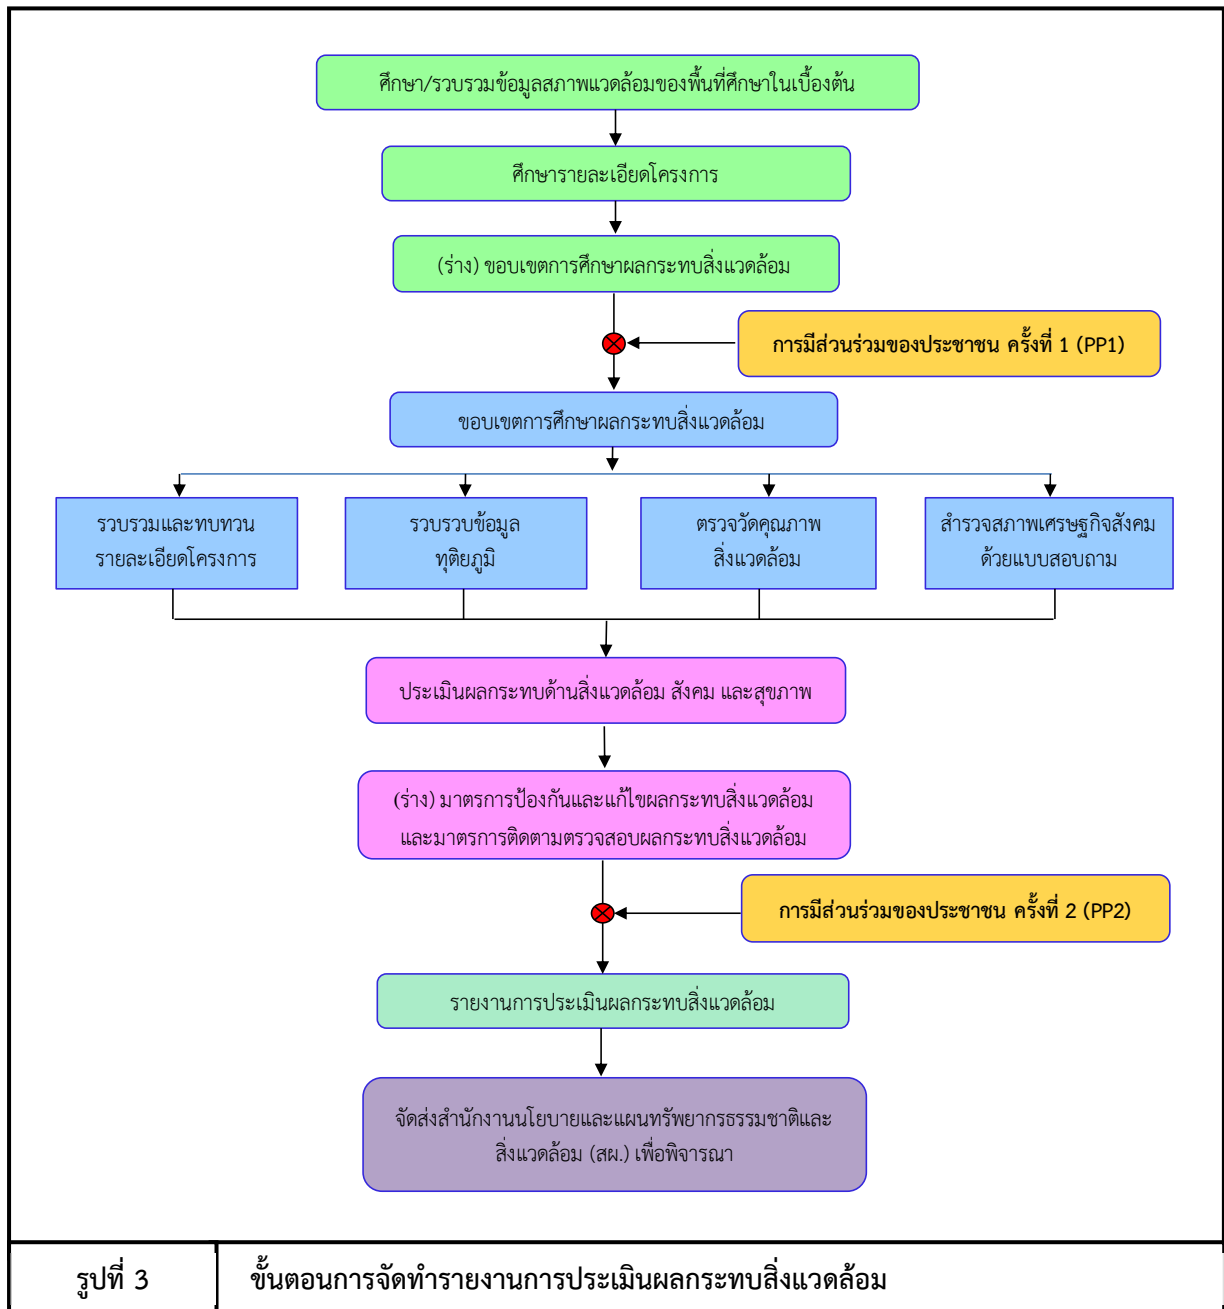 ศึกษา/รวบรวมข้อมูลสภาพแวดล้อมของพื้นที่ศึกษาในเบื้องต้น
ศึกษารายละเอียดโครงการ
(ร่าง) ขอบเขตการศึกษาผลกระทบสิ่งแวดล้อม
การมีส่วนร่วมของประชาชน ครั้งที่ 1 (PP1)
ขอบเขตการศึกษาผลกระทบสิ่งแวดล้อม
รวบรวมและทบทวน
รายละเอียดโครงการ
รวบรวบข้อมูล
ทุติยภูมิ
ตรวจวัดคุณภาพ
สิ่งแวดล้อม
สำรวจสภาพเศรษฐกิจสังคม
ด้วยแบบสอบถาม
ประเมินผลกระทบด้านสิ่งแวดล้อม สังคม และสุขภาพ
(ร่าง) มาตรการป้องกันและแก้ไขผลกระทบสิ่งแวดล้อม
และมาตรการติดตามตรวจสอบผลกระทบสิ่งแวดล้อม
การมีส่วนร่วมของประชาชน ครั้งที่ 2 (PP2)
รายงานการประเมินผลกระทบสิ่งแวดล้อม
จัดส่งสำนักงานนโยบายและแผนทรัพยากรธรรมชาติและ
สิ่งแวดล้อม (สผ.) เพื่อพิจารณา
รูปที่ 3
ขั้นตอนการจัดทำรายงานการประเมินผลกระทบสิ่งแวดล้อม